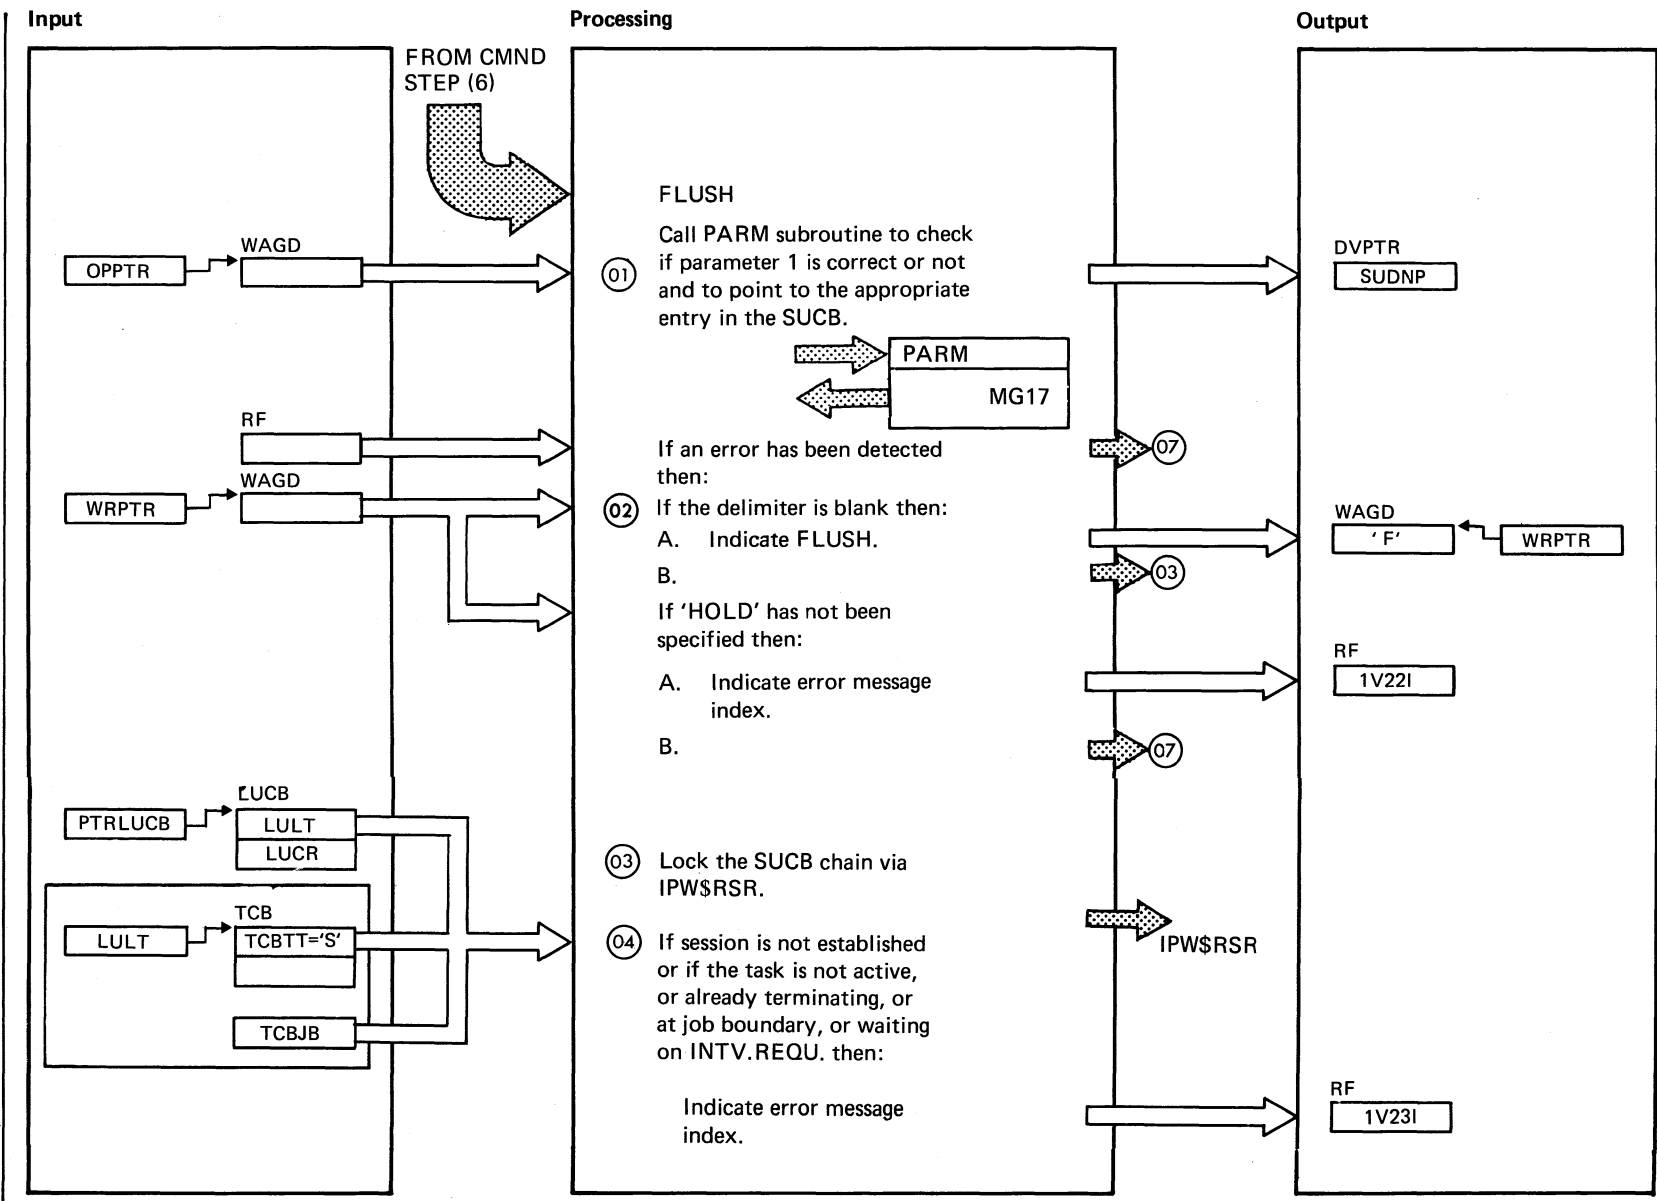 Input
Processing
Output
FROM CMND
STEP (6)
FLUSH
OPPTR
WAGD
01
Call PARM subroutine to check
if parameter 1 is correct or not
and to point to the appropriate
entry in the SUCB.
DVPTR
SUDNP
PARM
MG17
RF
If an error has been detected
then:
07
WRPTR
WAGD
02
If the delimiter is blank then:
A. Indicate FLUSH.
WAGD
'F'
WRPTR
B.
03
If 'HOLD' has not been
specified then:
A. Indicate error message
index.
RF
1V22I
B.
07
PTRLUCB
LUCB
LULT
LUCR
03
Lock the SUCB chain via
IPW$RSR.
IPW$RSR
LULT
TCB
TCBTT='S'
TCBJB
04
If session is not established
or if the task is not active,
or already terminating, or
at job boundary, or waiting
on INTV.REQU. then:
Indicate error message
index.
RF
1V23I